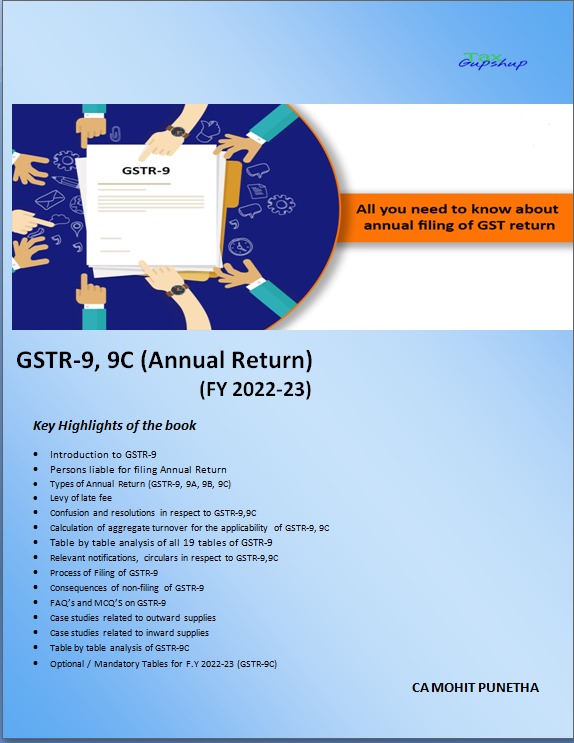 Tax
Gupshup
GSTR-9
All you need to know about
annual filing of GST return
GSTR-9, 9C (Annual Return)
(FY 2022-23)
Key Highlights of the book
• Introduction to GSTR-9
• Persons liable for filing Annual Return
• Types of Annual Return (GSTR-9, 9A, 9B, 9C)
• Levy of late fee
• Confusion and resolutions in respect to GSTR-9,9C
• Calculation of aggregate turnover for the applicability of GSTR-9, 9C
• Table by table analysis of all 19 tables of GSTR-9
• Relevant notifications, circulars in respect to GSTR-9,9C
• Process of Filing of GSTR-9
• Consequences of non-filing of GSTR-9
• FAQ's and MCQ'S on GSTR-9
• Case studies related to outward supplies
• Case studies related to inward supplies
• Table by table analysis of GSTR-9C
• Optional / Mandatory Tables for F.Y 2022-23 (GSTR-9C)
CA MOHIT PUNETHA